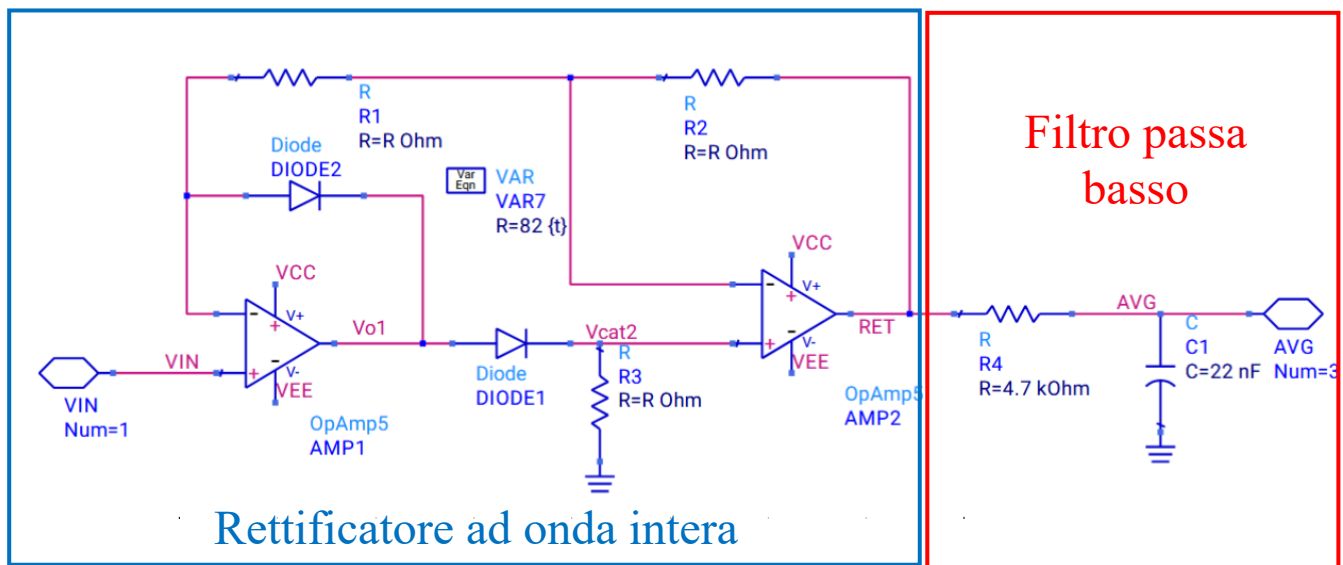 R
R1
R=R Ohm
R
R2
R=R Ohm
Diode
DIODE2
Var
Eqn
VAR
VAR7
R=82 {t}
VCC
V+
-
+
-
V-
+
VEE
VIN
VIN
Num=1
OpAmp5
AMP1
Vo1
Diode
DIODE1
Vcat2
R
R3
R=R Ohm
VCC
V+
-
+
-
V-
+
VEE
RET
OpAmp5
AMP2
Rettificatore ad onda intera
Filtro passa
basso
R
R4
R=4.7 kOhm
AVG
C
C1
C=22 nF
AVG
Num=3